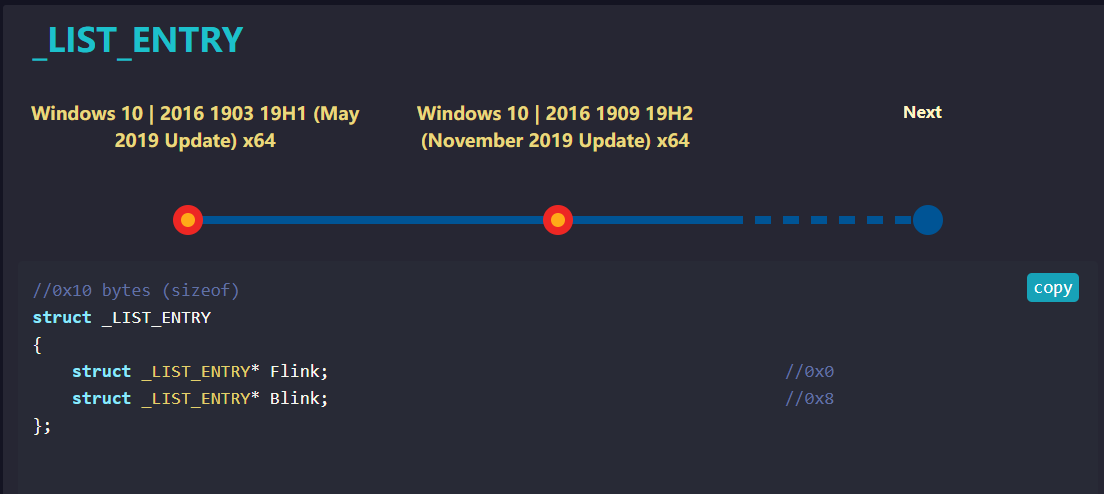 _LIST_ENTRY
Windows 10 | 2016 1903 19H1 (May
2019 Update) x64
Windows 10 | 2016 1909 19H2
(November 2019 Update) x64
Next
copy
//0x10 bytes (sizeof)
struct _LIST_ENTRY
{
    struct _LIST_ENTRY* Flink; //0x0
    struct _LIST_ENTRY* Blink; //0x8
};